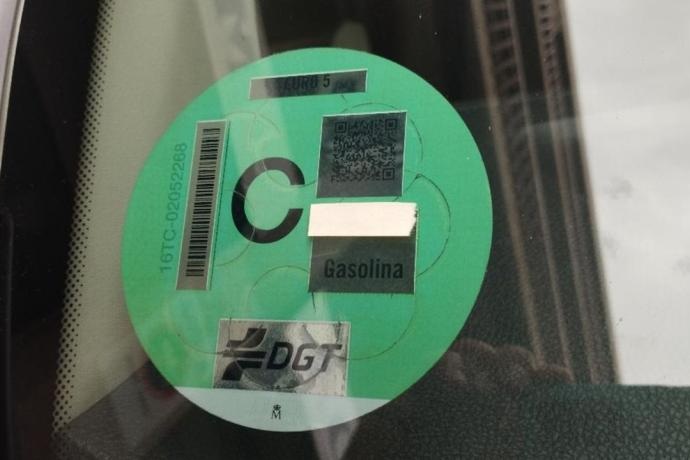 EURO 5
16TC-02052268
C
Gasolina
DGT
M